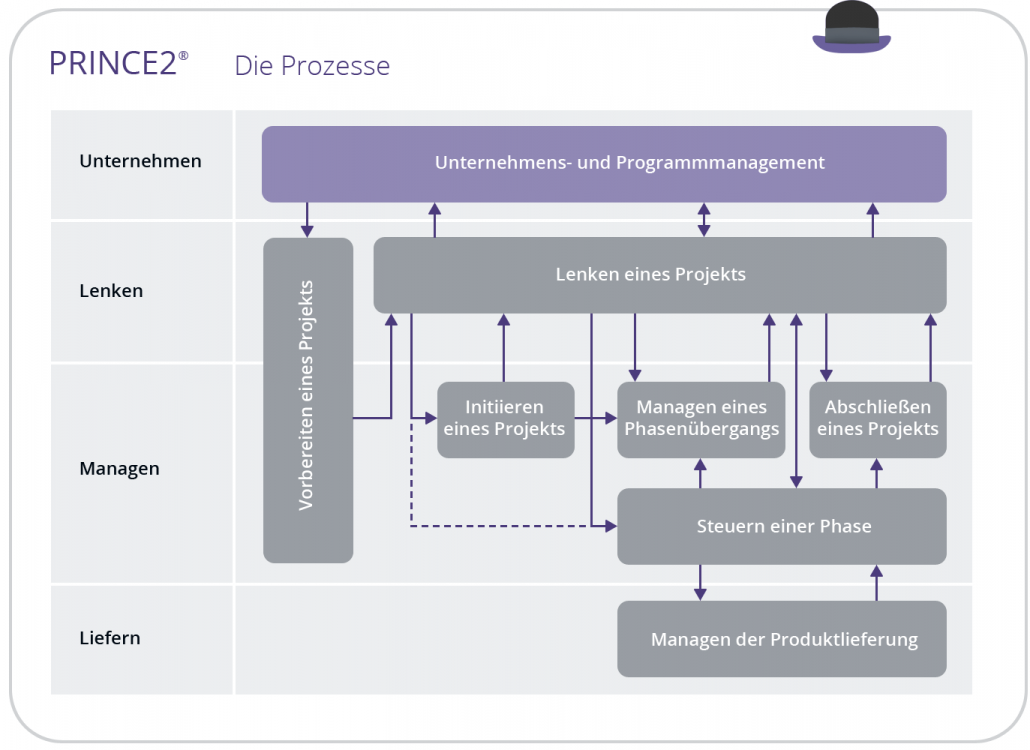 PRINCE2® Die Prozesse
Unternehmen
Unternehmens- und Programmmanagement
Lenken
Lenken eines Projekts
Vorbereiten eines Projekts
Managen
Initiieren
eines Projekts
Managen eines
Phasenübergangs
Abschließen
eines Projekts
Steuern einer Phase
Liefern
Managen der Produktlieferung